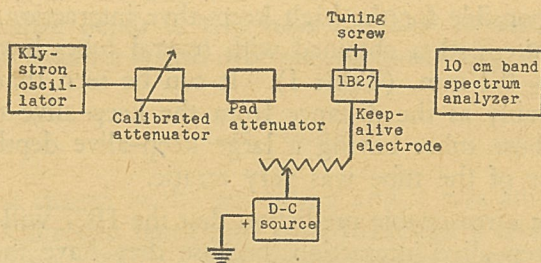 Tuning
screw
Kly-
stron
oscil-
lator
1B27
10 cm band
spectrum
analyzer
Calibrated
attenuator
Pad
attenuator
Keep-
alive
electrode
D-C
source
+